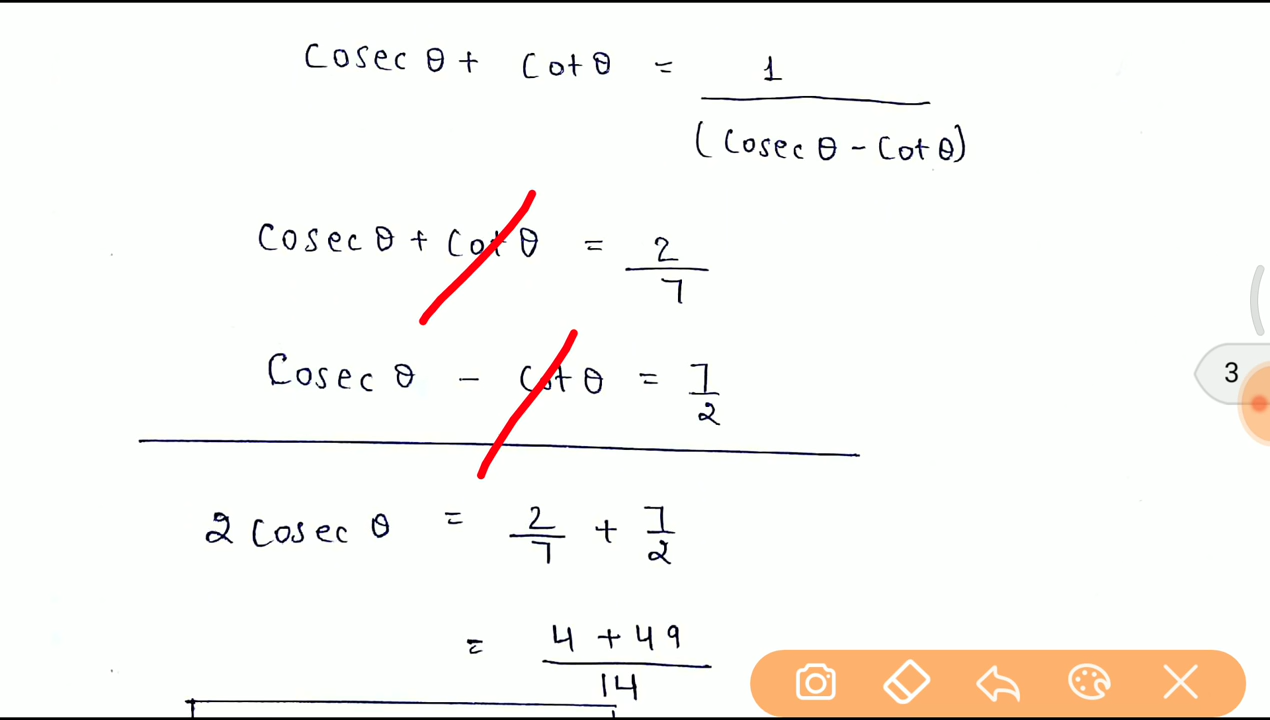 Cosec θ + Cot θ = 1 / (Cosec θ - Cot θ)
Cosec θ + Cot θ = 2/7
Cosec θ - Cot θ = 7/2
2 Cosec θ = 2/7 + 7/2
= 4 + 49 / 14
3